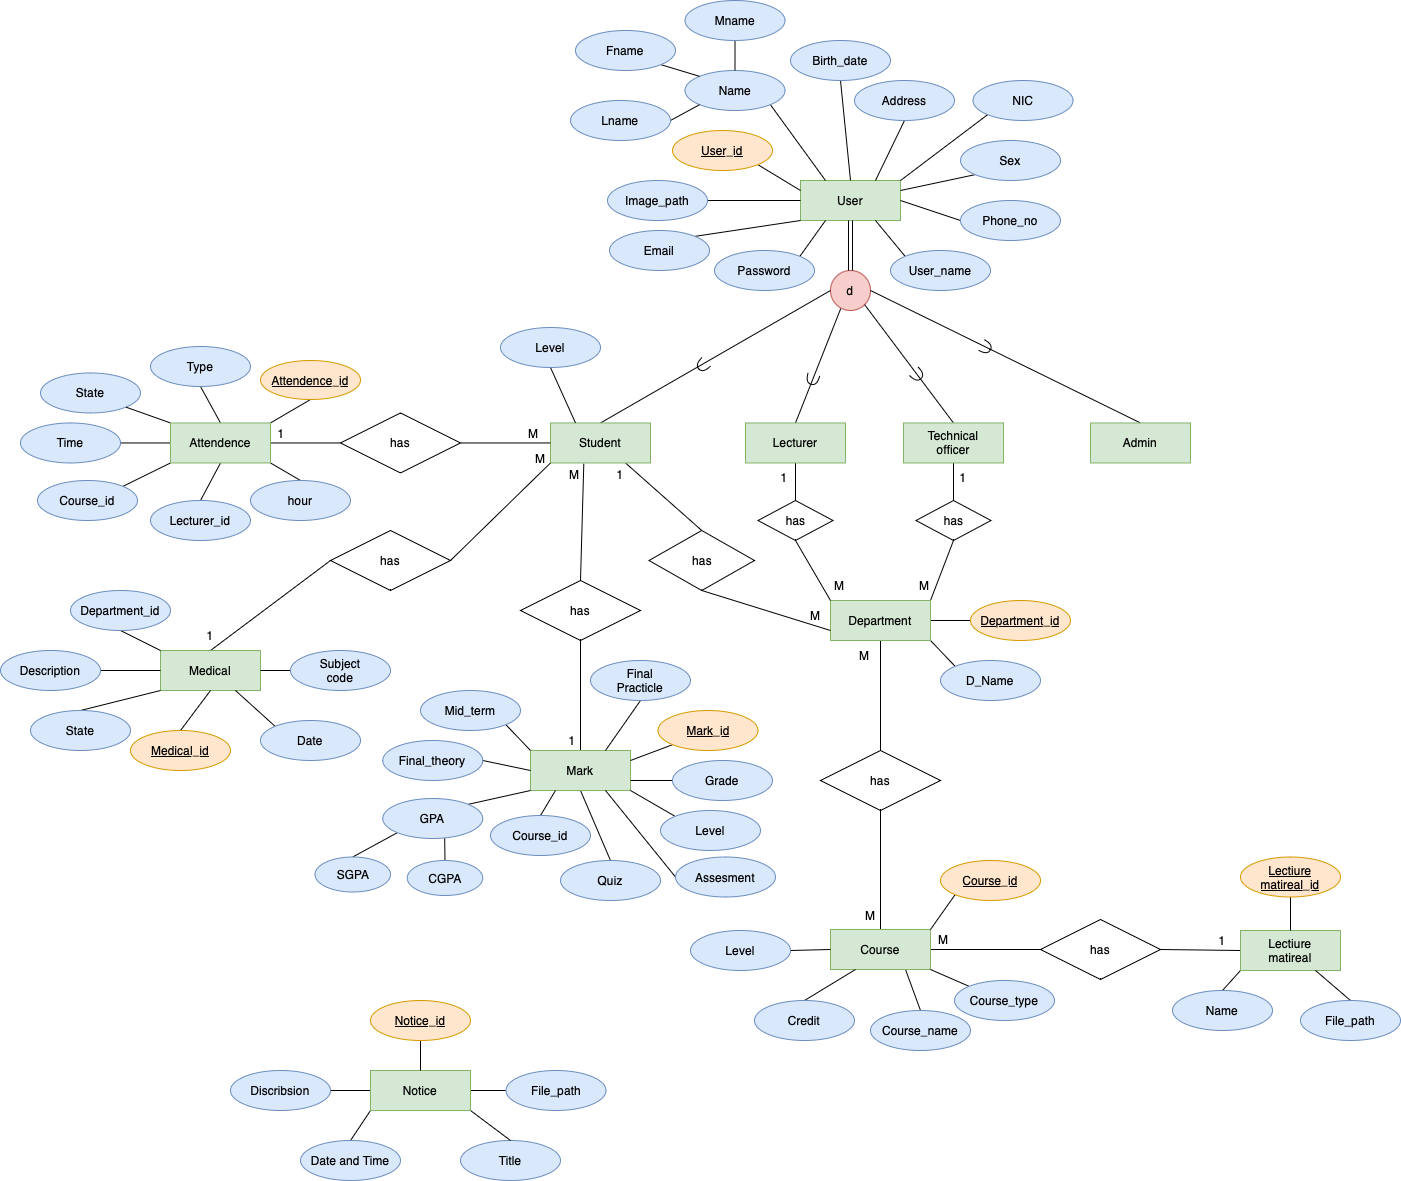 Mname
Fname
Birth_date
Name
Address
NIC
Lname
User_id
Sex
Image_path
User
Phone_no
Email
Password
User_name
d
Level
Type
Attendence_id
State
Time
Attendence
1
has
M
Student
Lecturer
Technical
officer
Admin
M
M
1
1
1
Course_id
Lecturer_id
hour
has
has
has
has
has
M
M
Department_id
1
M
Department
Department_id
Description
Medical
Subject
code
M
D_Name
State
Medical_id
Date
Final
Practicle
Mid_term
Mark_id
1
Final_theory
Mark
Grade
has
GPA
Course_id
Level
SGPA
CGPA
Quiz
Assesment
Course_id
Lectiure
matireal_id
M
Level
Course
M
has
1
Lectiure
matireal
Credit
Course_name
Course_type
Name
File_path
Notice_id
Discribsion
Notice
File_path
Date and Time
Title